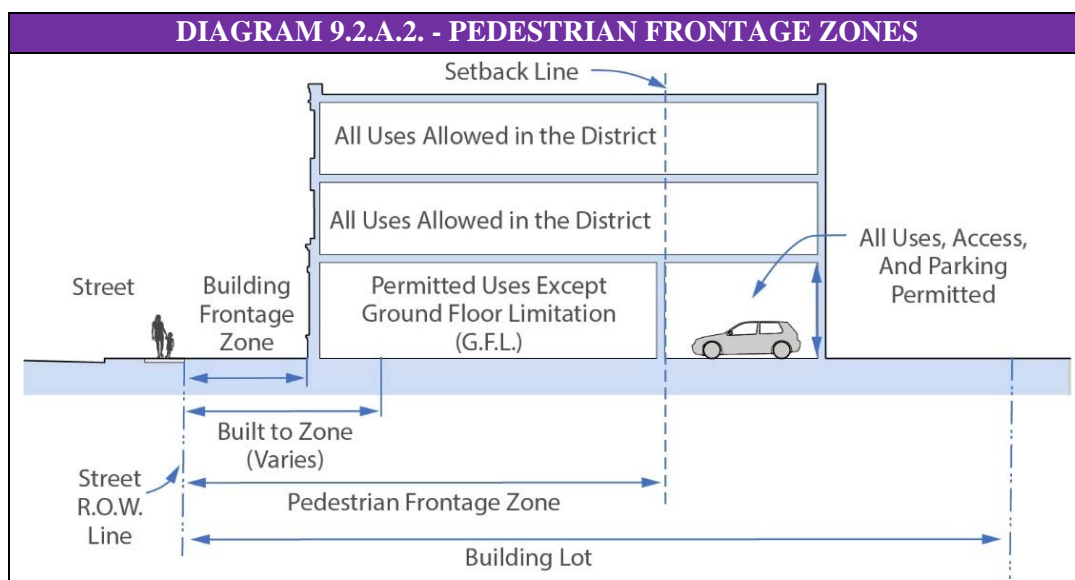 DIAGRAM 9.2.A.2. - PEDESTRIAN FRONTAGE ZONES
Setback Line
All Uses Allowed in the District
All Uses Allowed in the District
All Uses, Access,
And Parking
Permitted
Street
Building
Frontage
Zone
Permitted Uses Except
Ground Floor Limitation
(G.F.L.)
Built to Zone
(Varies)
Street
R.O.W.
Line
Pedestrian Frontage Zone
Building Lot